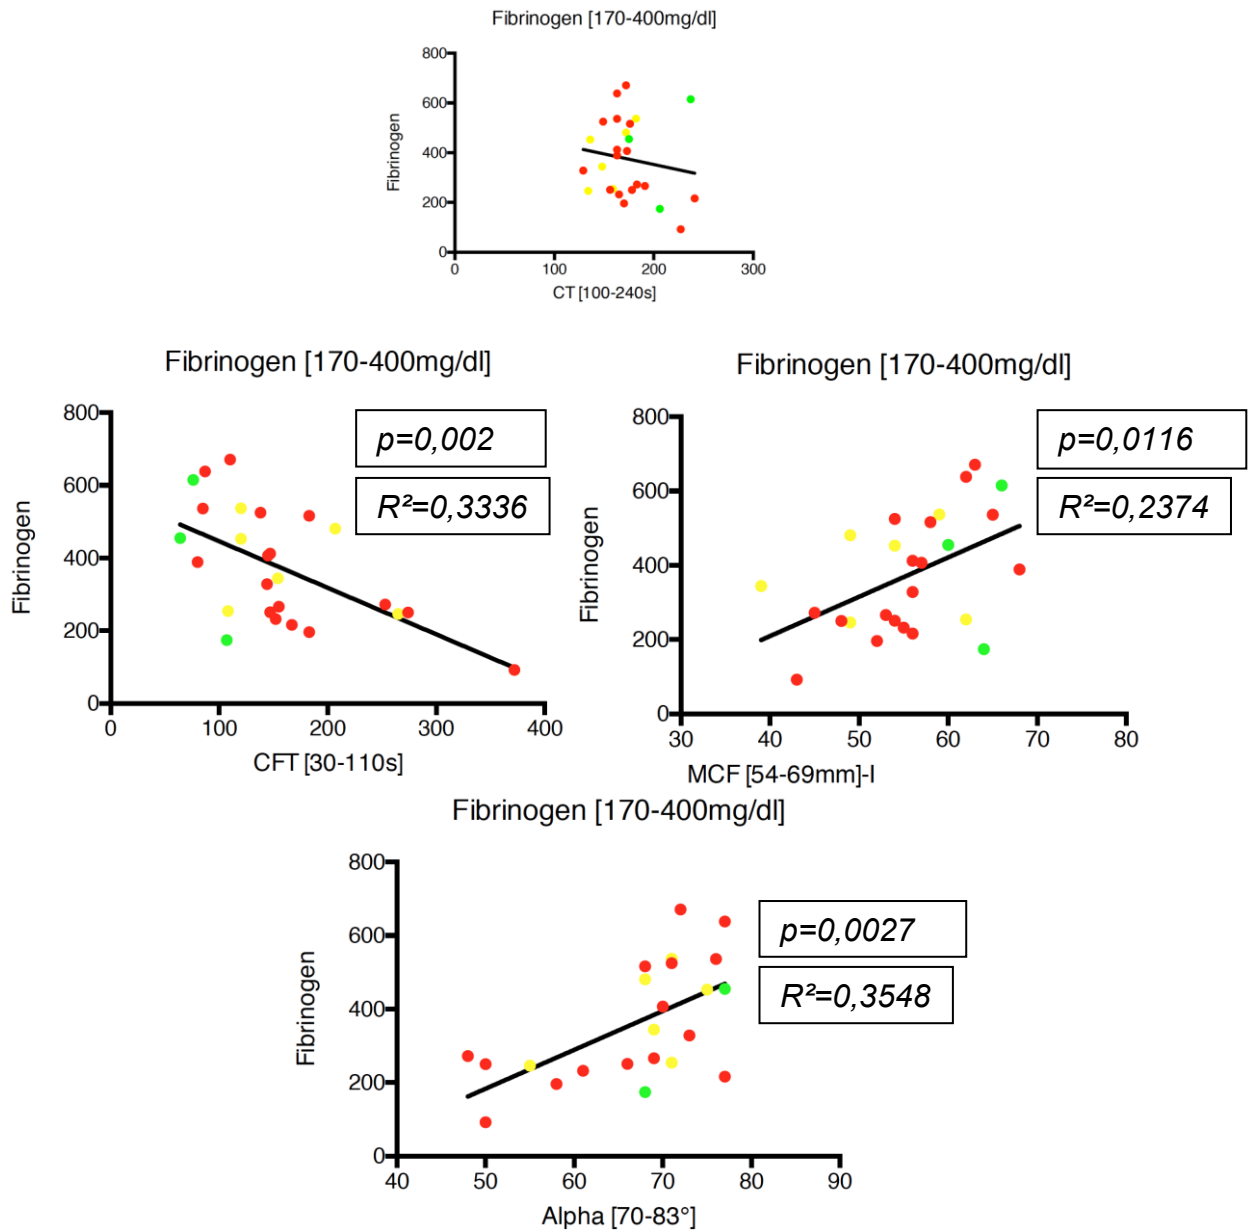 Fibrinogen [170-400mg/dl]
800
600
400
200
0
Fibrinogen
0 100 200 300
CT [100-240s]
Fibrinogen [170-400mg/dl]
800
600
400
200
0
Fibrinogen
p=0,002
R²=0,3336
0 100 200 300 400
CFT [30-110s]
Fibrinogen [170-400mg/dl]
800
600
400
200
0
Fibrinogen
p=0,0116
R²=0,2374
30 40 50 60 70 80
MCF [54-69mm]-I
Fibrinogen [170-400mg/dl]
800
600
400
200
0
Fibrinogen
p=0,0027
R²=0,3548
40 50 60 70 80 90
Alpha [70-83°]